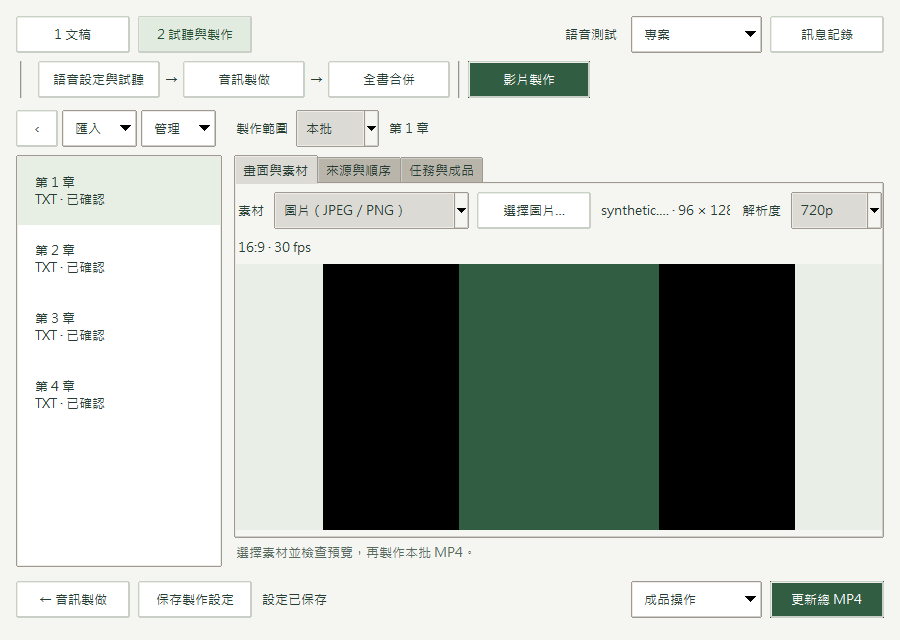 1 文稿
2 試聽與製作
語音測試
專案
訊息記錄
語音設定與試聽
→
音訊製做
→
全書合併
影片製作
‹
匯入
管理
製作範圍
本批
第 1 章
第 1 章
TXT · 已確認
第 2 章
TXT · 已確認
第 3 章
TXT · 已確認
第 4 章
TXT · 已確認
畫面與素材
來源與順序
任務與成品
素材
圖片 ( JPEG / PNG )
選擇圖片...
synthetic.... · 96 × 128
解析度
720p
16:9 · 30 fps
選擇素材並檢查預覽，再製作本批 MP4。
← 音訊製做
保存製作設定
設定已保存
成品操作
更新總 MP4